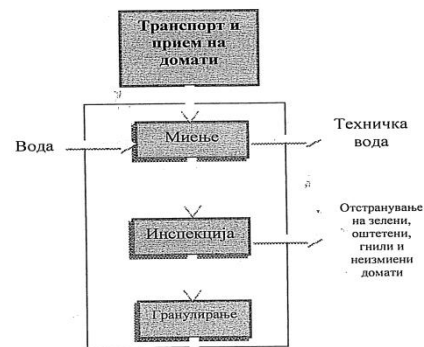 Транспорт и
прием на
домати
Миење
Вода
Техничка
вода
Инспекција
Отстранување
на зелени,
оштетени,
гнили и
неизмиени
домати
Гранулирање